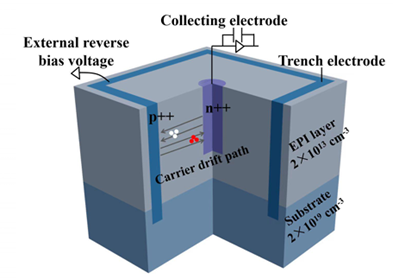 Collecting electrode
External reverse
bias voltage
Trench electrode
p++
n++
Carrier drift path
EPI layer
2×10¹³ cm⁻³
Substrate
2×10¹⁹ cm⁻³